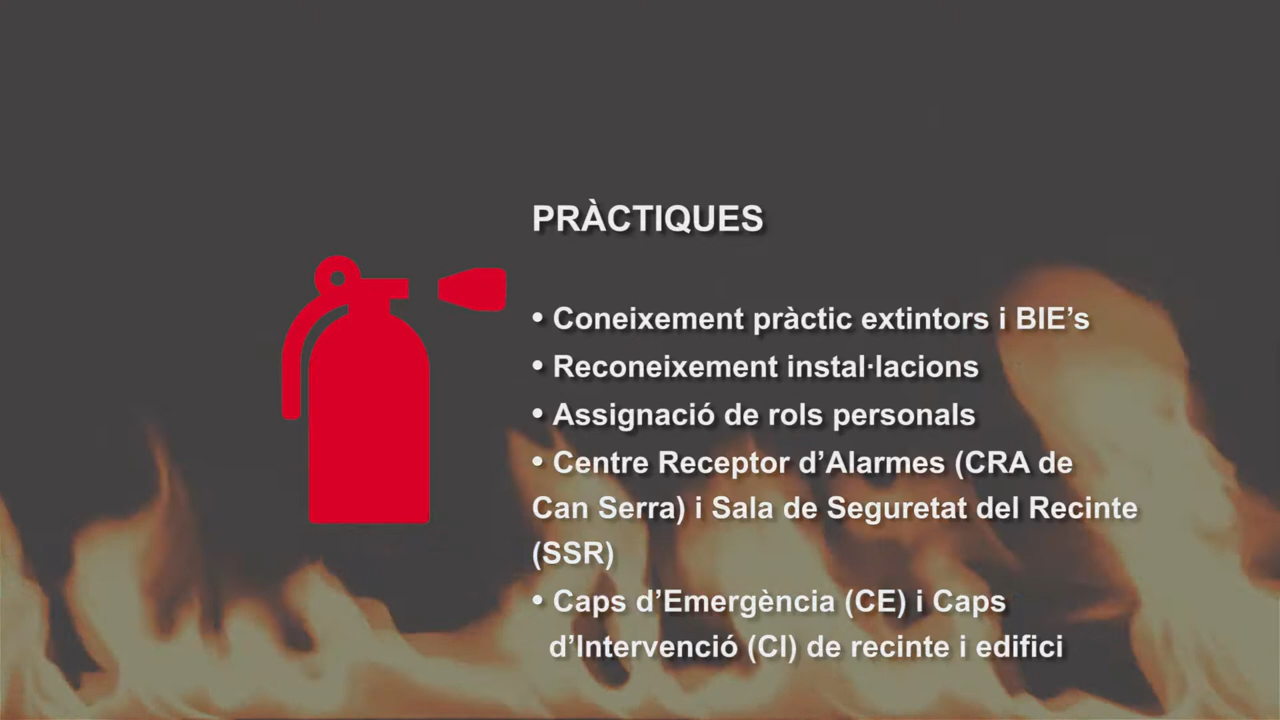 PRÀCTIQUES
• Coneixement pràctic extintors i BIE’s
• Reconeixement instal·lacions
• Assignació de rols personals
• Centre Receptor d’Alarmes (CRA de
Can Serra) i Sala de Seguretat del Recinte
(SSR)
• Caps d’Emergència (CE) i Caps
d’Intervenció (CI) de recinte i edifici